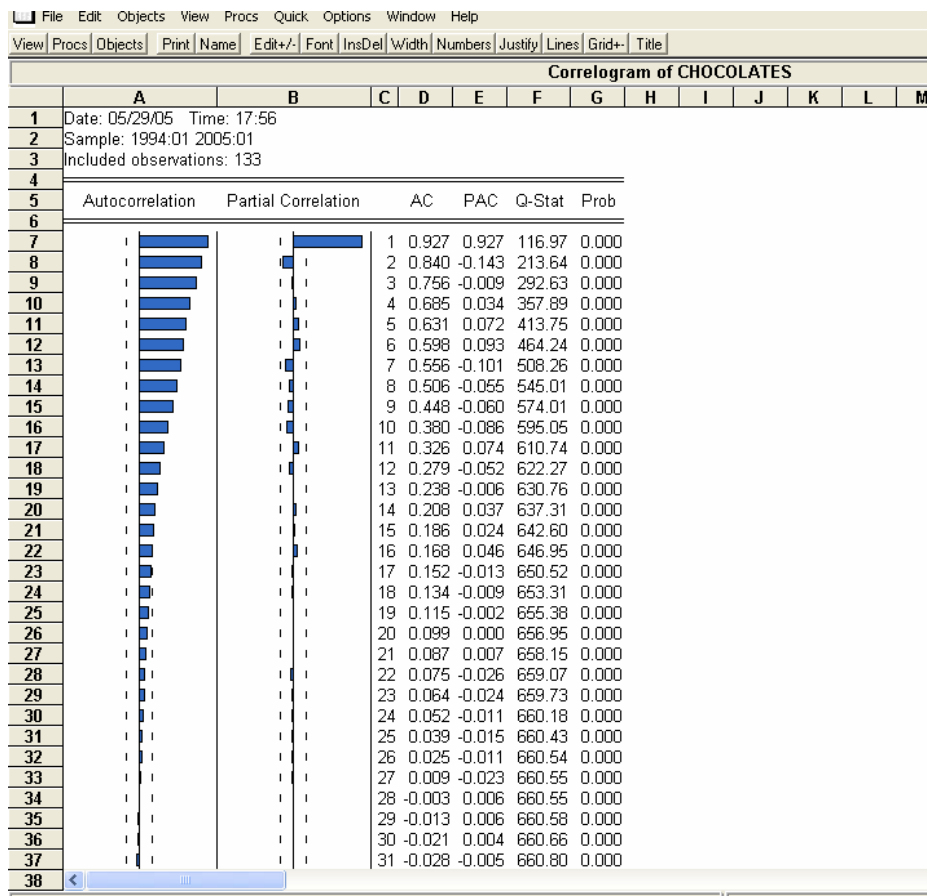 File Edit Objects View Procs Quick Options Window Help
View Procs Objects Print Name Edit+/- Font InsDel Width Numbers Justify Lines Grid+- Title
Correlogram of CHOCOLATES
A B C D E F G H I J K L M
1 Date: 05/29/05 Time: 17:56
2 Sample: 1994:01 2005:01
3 Included observations: 133
4
5 Autocorrelation Partial Correlation AC PAC Q-Stat Prob
6
7 1 0.927 0.927 116.97 0.000
8 2 0.840 -0.143 213.64 0.000
9 3 0.756 -0.009 292.63 0.000
10 4 0.685 0.034 357.89 0.000
11 5 0.631 0.072 413.75 0.000
12 6 0.598 0.093 464.24 0.000
13 7 0.556 -0.101 508.26 0.000
14 8 0.506 -0.055 545.01 0.000
15 9 0.448 -0.060 574.01 0.000
16 10 0.380 -0.086 595.05 0.000
17 11 0.326 0.074 610.74 0.000
18 12 0.279 -0.052 622.27 0.000
19 13 0.238 -0.006 630.76 0.000
20 14 0.208 0.037 637.31 0.000
21 15 0.186 0.024 642.60 0.000
22 16 0.168 0.046 646.95 0.000
23 17 0.152 -0.013 650.52 0.000
24 18 0.134 -0.009 653.31 0.000
25 19 0.115 -0.002 655.38 0.000
26 20 0.099 0.000 656.95 0.000
27 21 0.087 0.007 658.15 0.000
28 22 0.075 -0.026 659.07 0.000
29 23 0.064 -0.024 659.73 0.000
30 24 0.052 -0.011 660.18 0.000
31 25 0.039 -0.015 660.43 0.000
32 26 0.025 -0.011 660.54 0.000
33 27 0.009 -0.023 660.55 0.000
34 28 -0.003 0.006 660.55 0.000
35 29 -0.013 0.006 660.58 0.000
36 30 -0.021 0.004 660.66 0.000
37 31 -0.028 -0.005 660.80 0.000
38